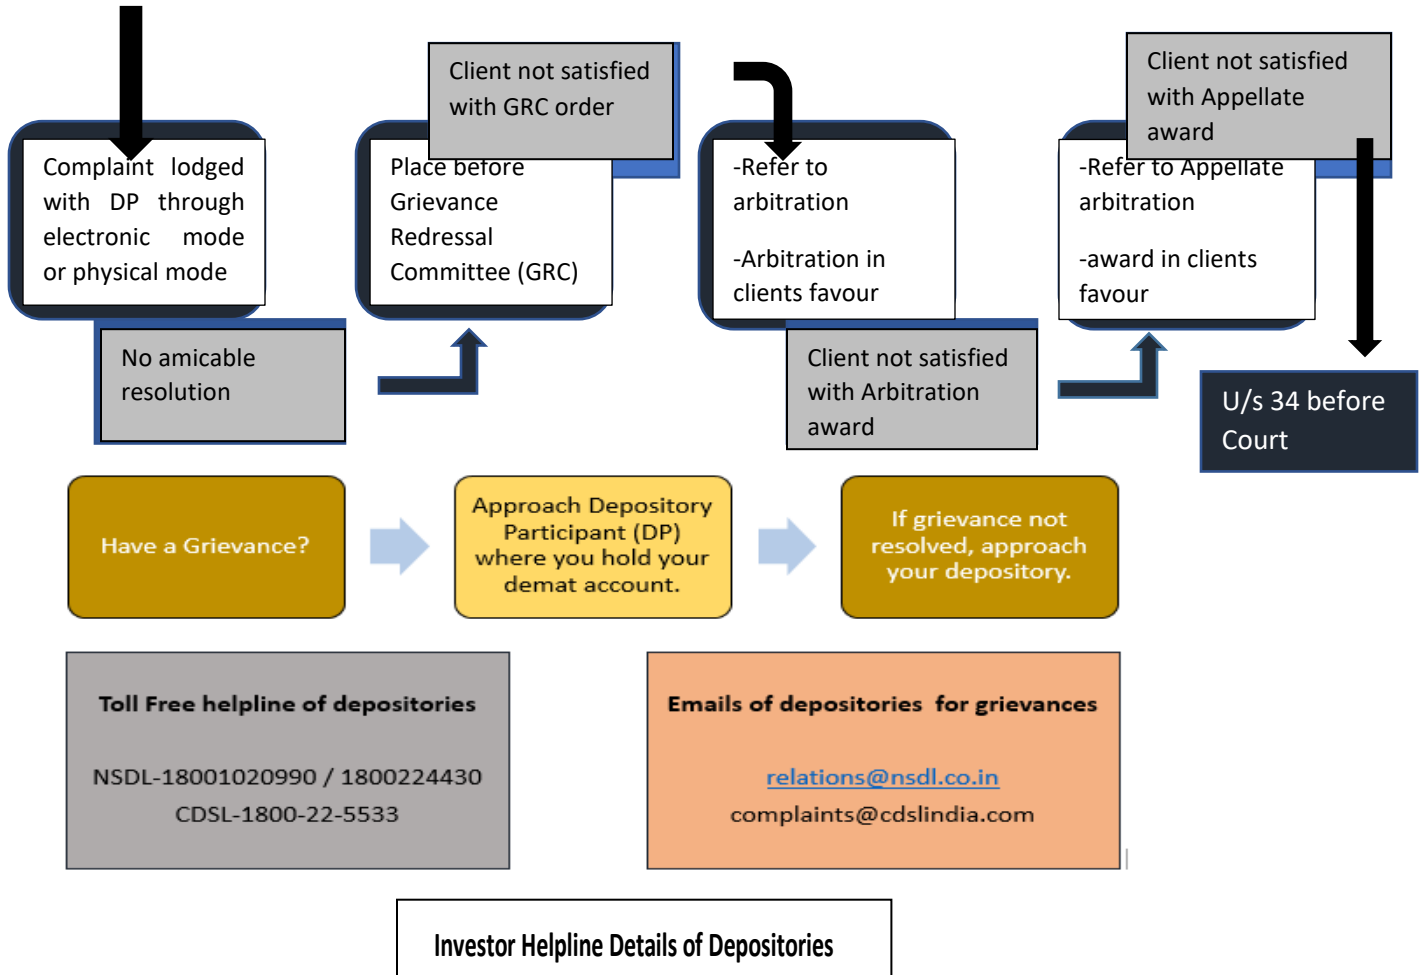 Complaint lodged
with DP through
electronic mode
or physical mode
No amicable
resolution
Place before
Grievance
Redressal
Committee (GRC)
Client not satisfied
with GRC order
-Refer to
arbitration
-Arbitration in
clients favour
Client not satisfied
with Arbitration
award
-Refer to Appellate
arbitration
-award in clients
favour
Client not satisfied
with Appellate
award
U/s 34 before
Court
Have a Grievance?
Approach Depository
Participant (DP)
where you hold your
demat account.
If grievance not
resolved, approach
your depository.
Toll Free helpline of depositories
NSDL-18001020990 / 1800224430
CDSL-1800-22-5533
Emails of depositories for grievances
relations@nsdl.co.in
complaints@cdslindia.com
Investor Helpline Details of Depositories